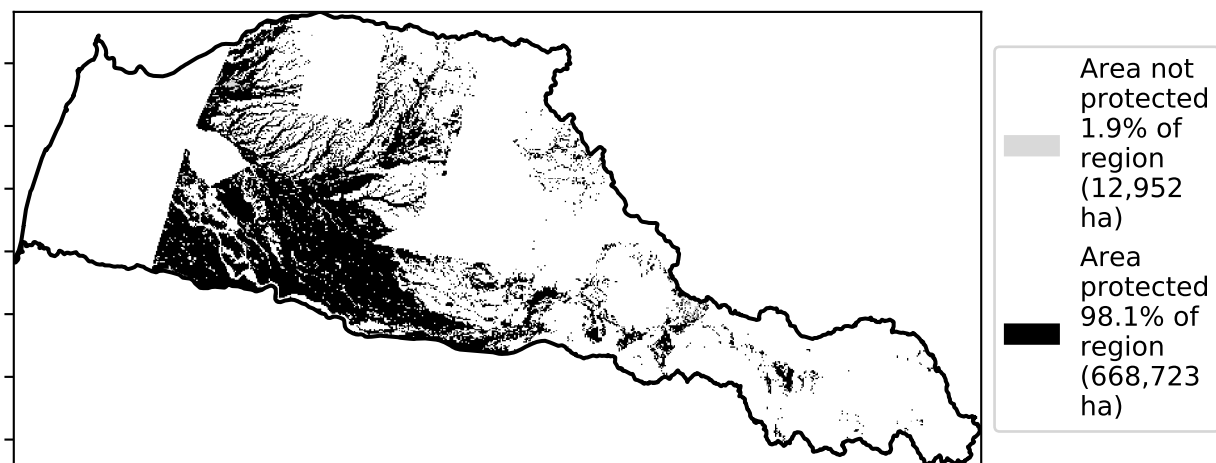 Area not
protected
1.9% of
region
(12,952
ha)
Area
protected
98.1% of
region
(668,723
ha)